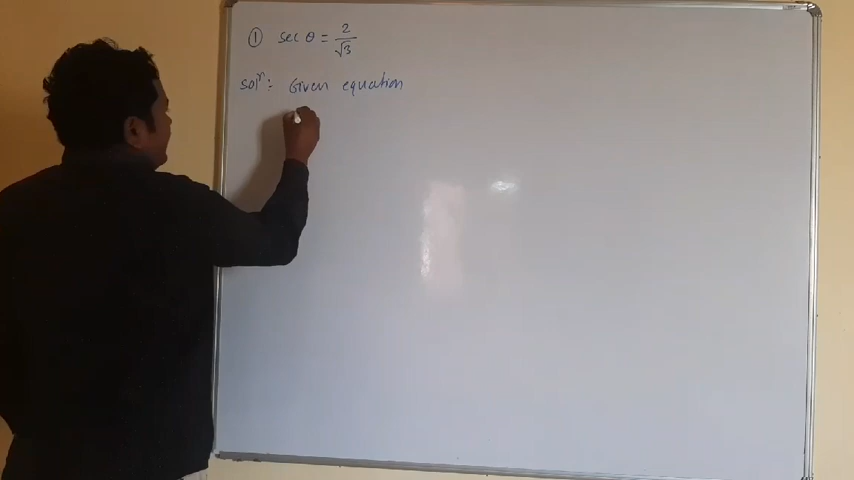 ① sec θ = 2/√3
Solⁿ: Given equation